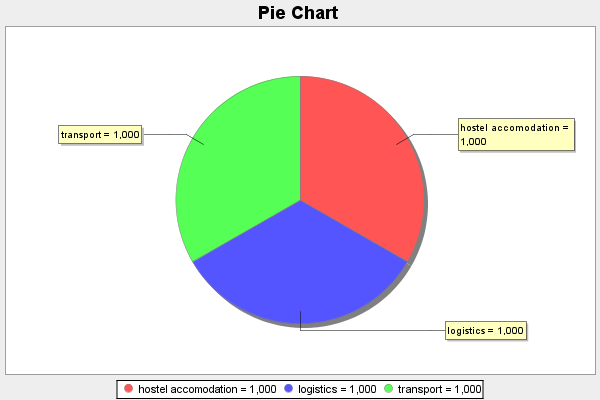 Pie Chart
transport = 1,000
hostel accomodation =
1,000
logistics = 1,000
hostel accomodation = 1,000 logistics = 1,000 transport = 1,000